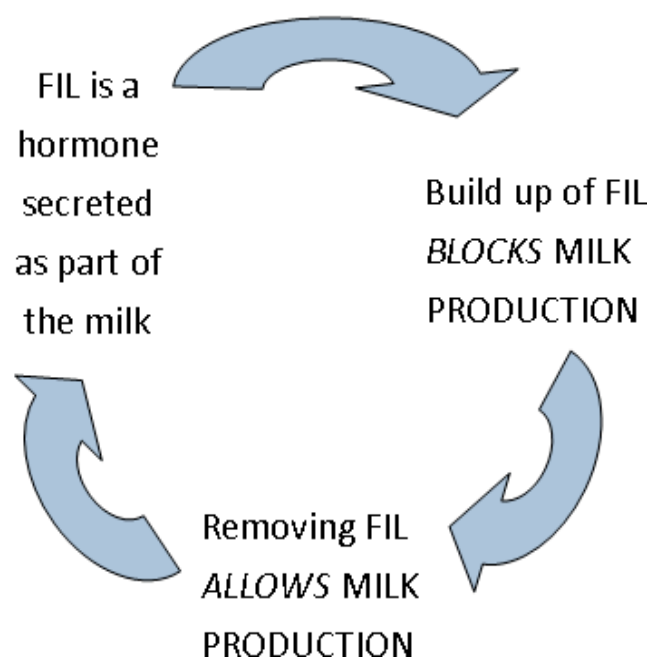 FIL is a
hormone
secreted
as part of
the milk
Build up of FIL
BLOCKS MILK
PRODUCTION
Removing FIL
ALLOWS MILK
PRODUCTION